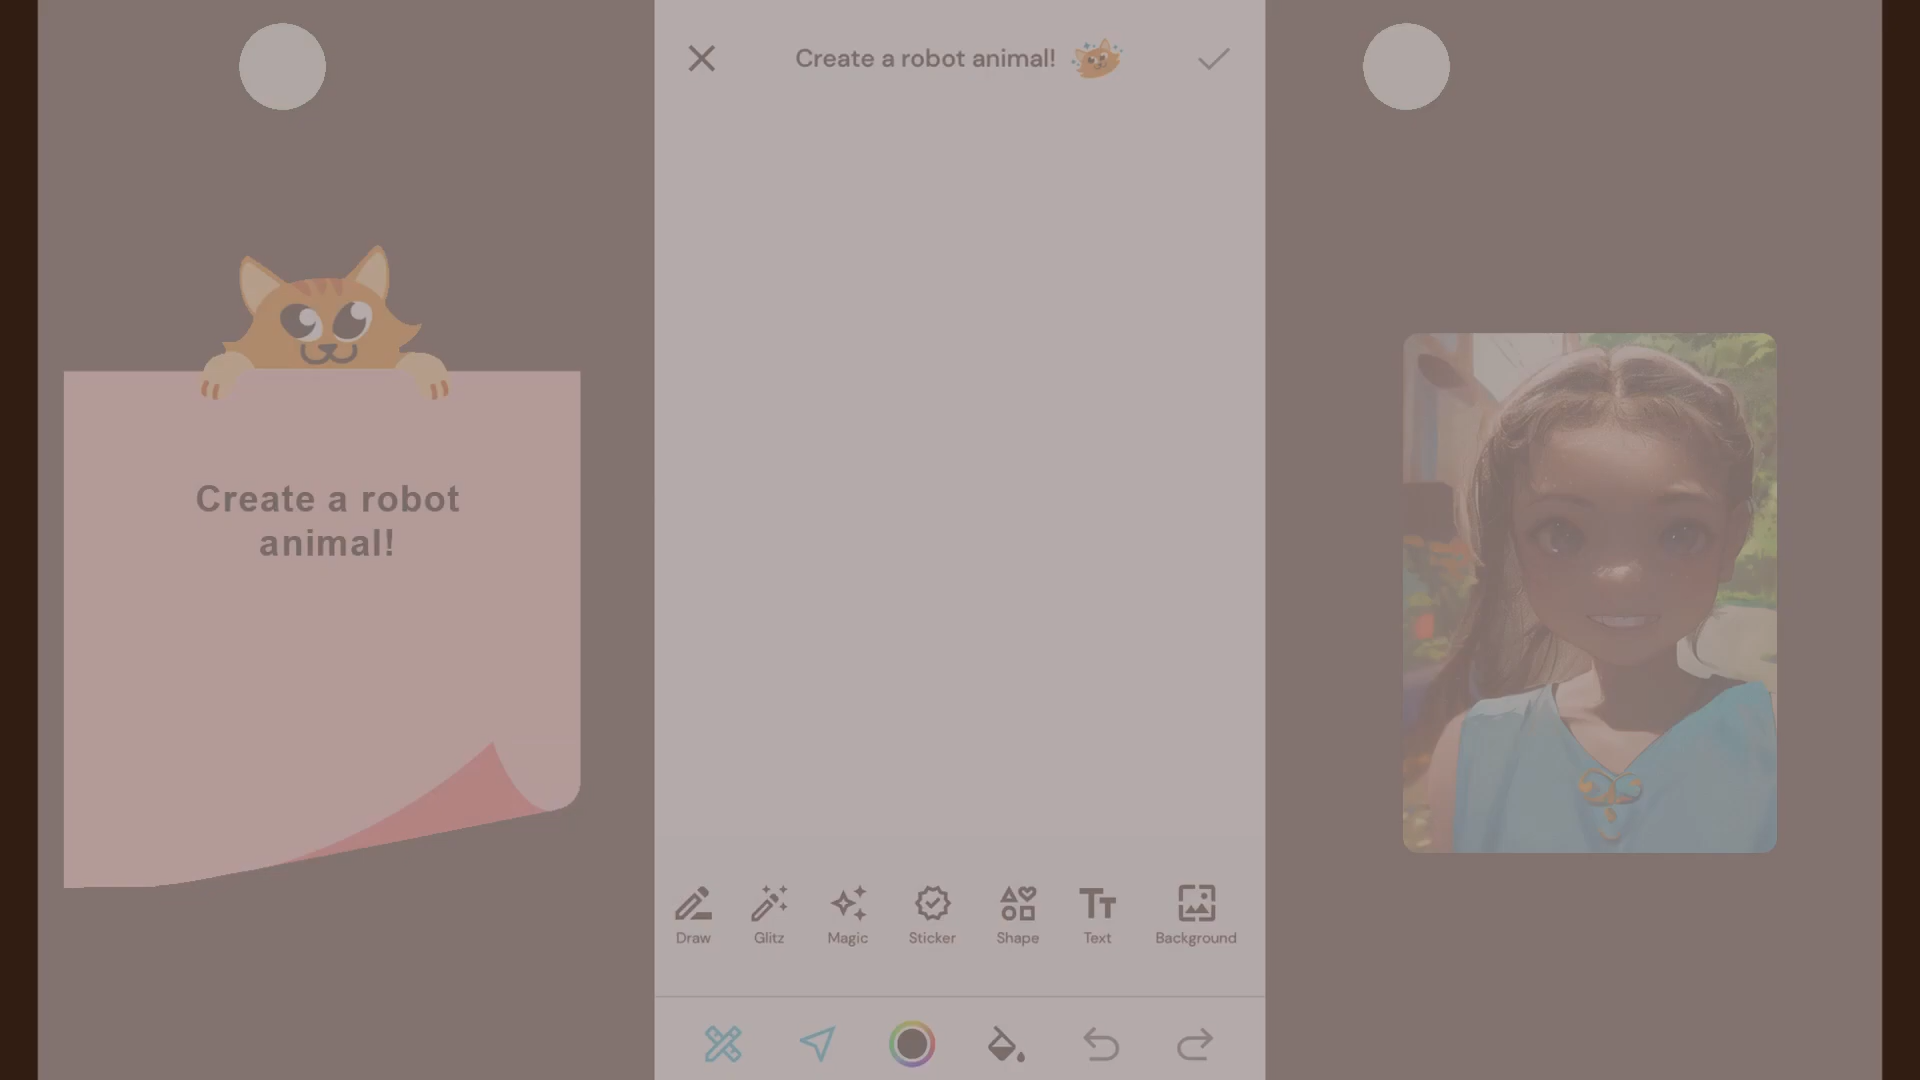 Create a robot animal!
Create a robot
animal!
Draw
Glitz
Magic
Sticker
Shape
Text
Background